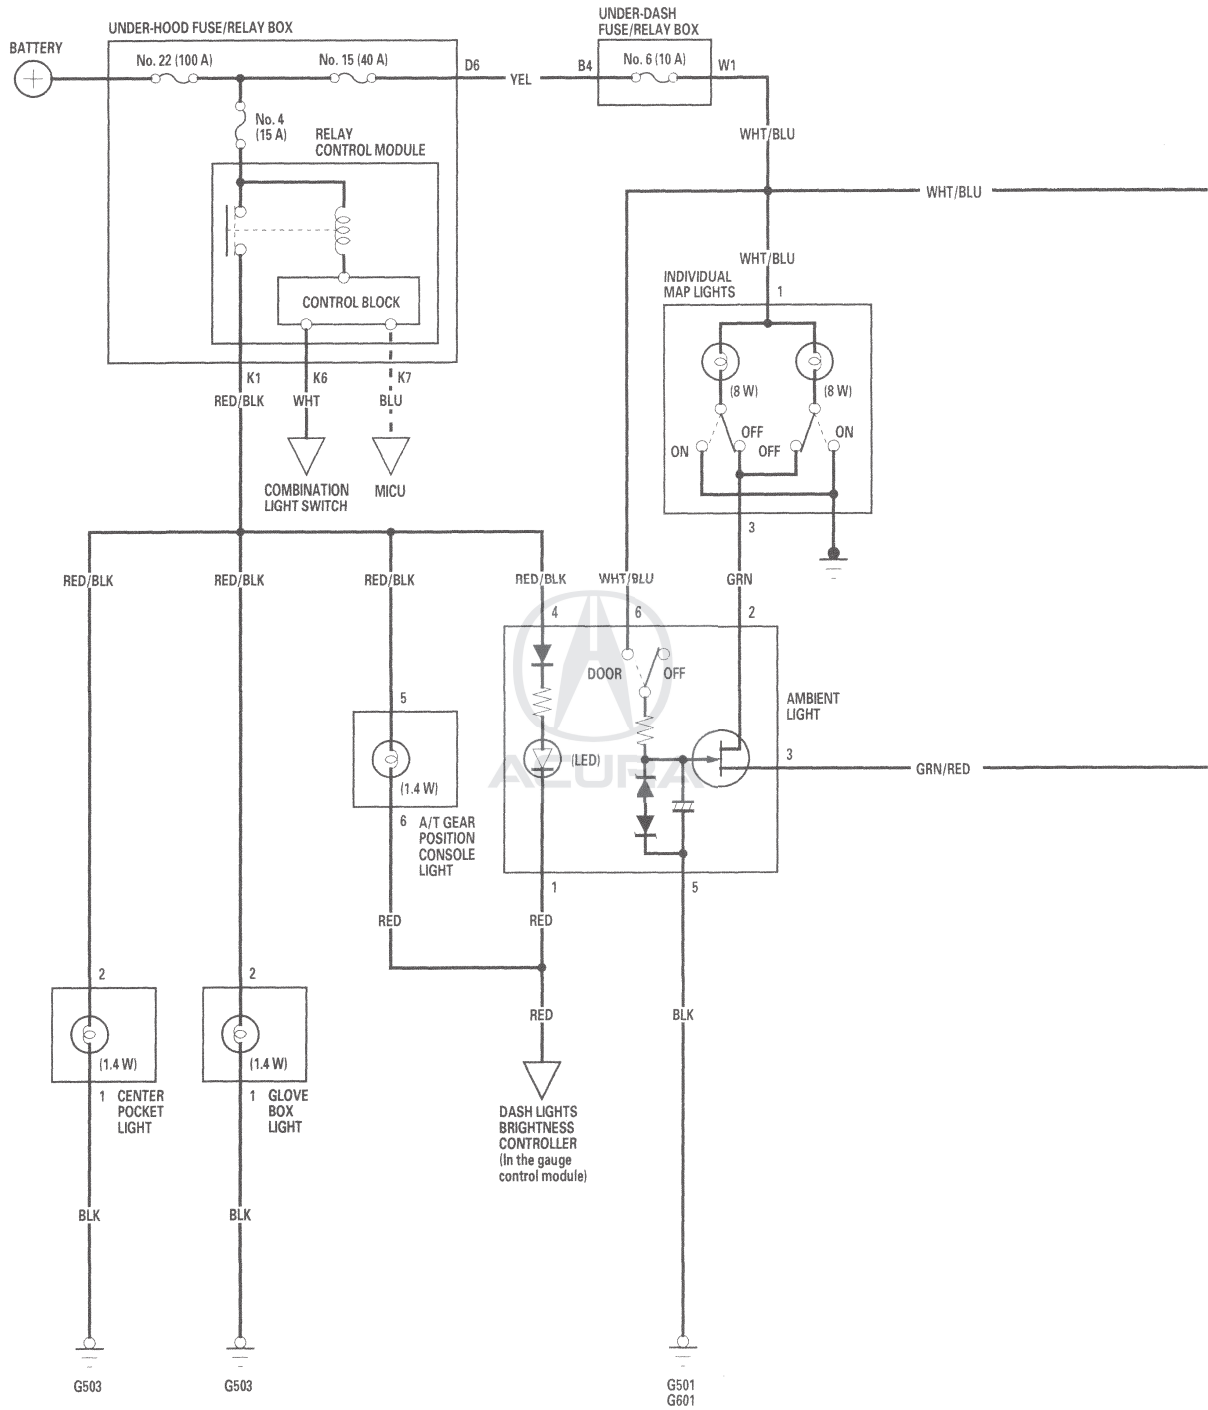 UNDER-HOOD FUSE/RELAY BOX
UNDER-DASH
FUSE/RELAY BOX
BATTERY
No. 22 (100 A)
No. 15 (40 A)
D6
YEL
B4
No. 6 (10 A)
W1
No. 4
(15 A)
RELAY
CONTROL MODULE
WHT/BLU
WHT/BLU
WHT/BLU
INDIVIDUAL
MAP LIGHTS
1
CONTROL BLOCK
K1
K6
K7
RED/BLK
WHT
BLU
(8 W)
(8 W)
ON
OFF
OFF
ON
COMBINATION
LIGHT SWITCH
MICU
3
RED/BLK
RED/BLK
RED/BLK
RED/BLK
WHT/BLU
GRN
4
6
2
DOOR
OFF
AMBIENT
LIGHT
5
(LED)
ACURA
3
GRN/RED
(1.4 W)
6
A/T GEAR
POSITION
CONSOLE
LIGHT
1
5
RED
RED
2
2
RED
BLK
(1.4 W)
(1.4 W)
1
CENTER
POCKET
LIGHT
1
GLOVE
BOX
LIGHT
DASH LIGHTS
BRIGHTNESS
CONTROLLER
(In the gauge
control module)
BLK
BLK
G503
G503
G501
G601